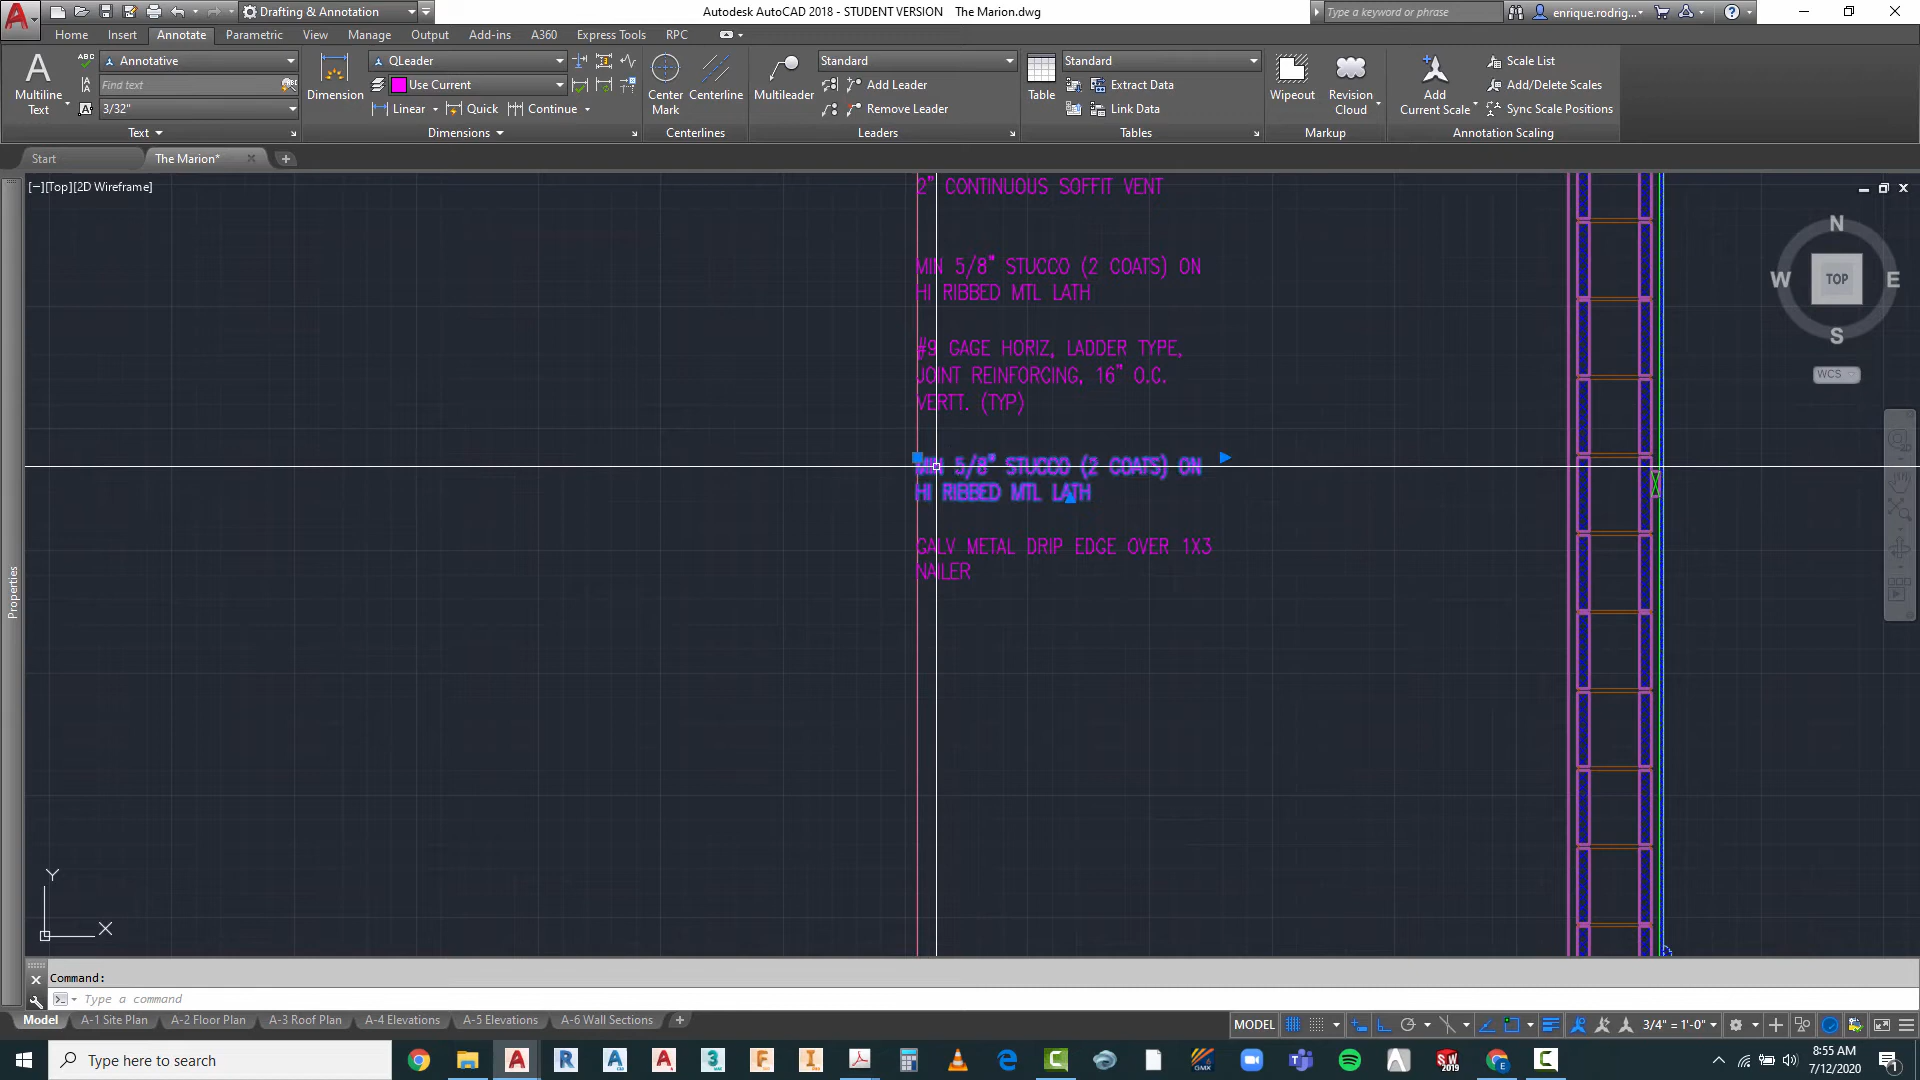 Drafting & Annotation
Autodesk AutoCAD 2018 - STUDENT VERSION The Marion.dwg
Type a keyword or phrase
enrique.rodrig...
Home Insert Annotate Parametric View Manage Output Add-ins A360 Express Tools RPC
Multiline Text
ABC
Annotative
Find text
3/32"
Text
Dimension
QLeader
Use Current
Linear Quick Continue
Dimensions
Center Mark
Centerline
Centerlines
Multileader
Standard
Add Leader
Remove Leader
Leaders
Table
Standard
Extract Data
Link Data
Tables
Wipeout
Revision Cloud
Markup
Add Current Scale
Scale List
Add/Delete Scales
Sync Scale Positions
Annotation Scaling
Start The Marion*
[−][Top][2D Wireframe]
2" CONTINUOUS SOFFIT VENT
MIN 5/8" STUCCO (2 COATS) ON
HI RIBBED MTL LATH
#9 GAGE HORIZ, LADDER TYPE,
JOINT REINFORCING, 16" O.C.
VERTT. (TYP)
MIN 5/8" STUCCO (2 COATS) ON
HI RIBBED MTL LATH
GALV METAL DRIP EDGE OVER 1X3
NAILER
N
W TOP E
S
WCS
Properties
Y
X
Command:
Type a command
Model A-1 Site Plan A-2 Floor Plan A-3 Roof Plan A-4 Elevations A-5 Elevations A-6 Wall Sections
MODEL
3/4" = 1'-0"
Type here to search
8:55 AM
7/12/2020